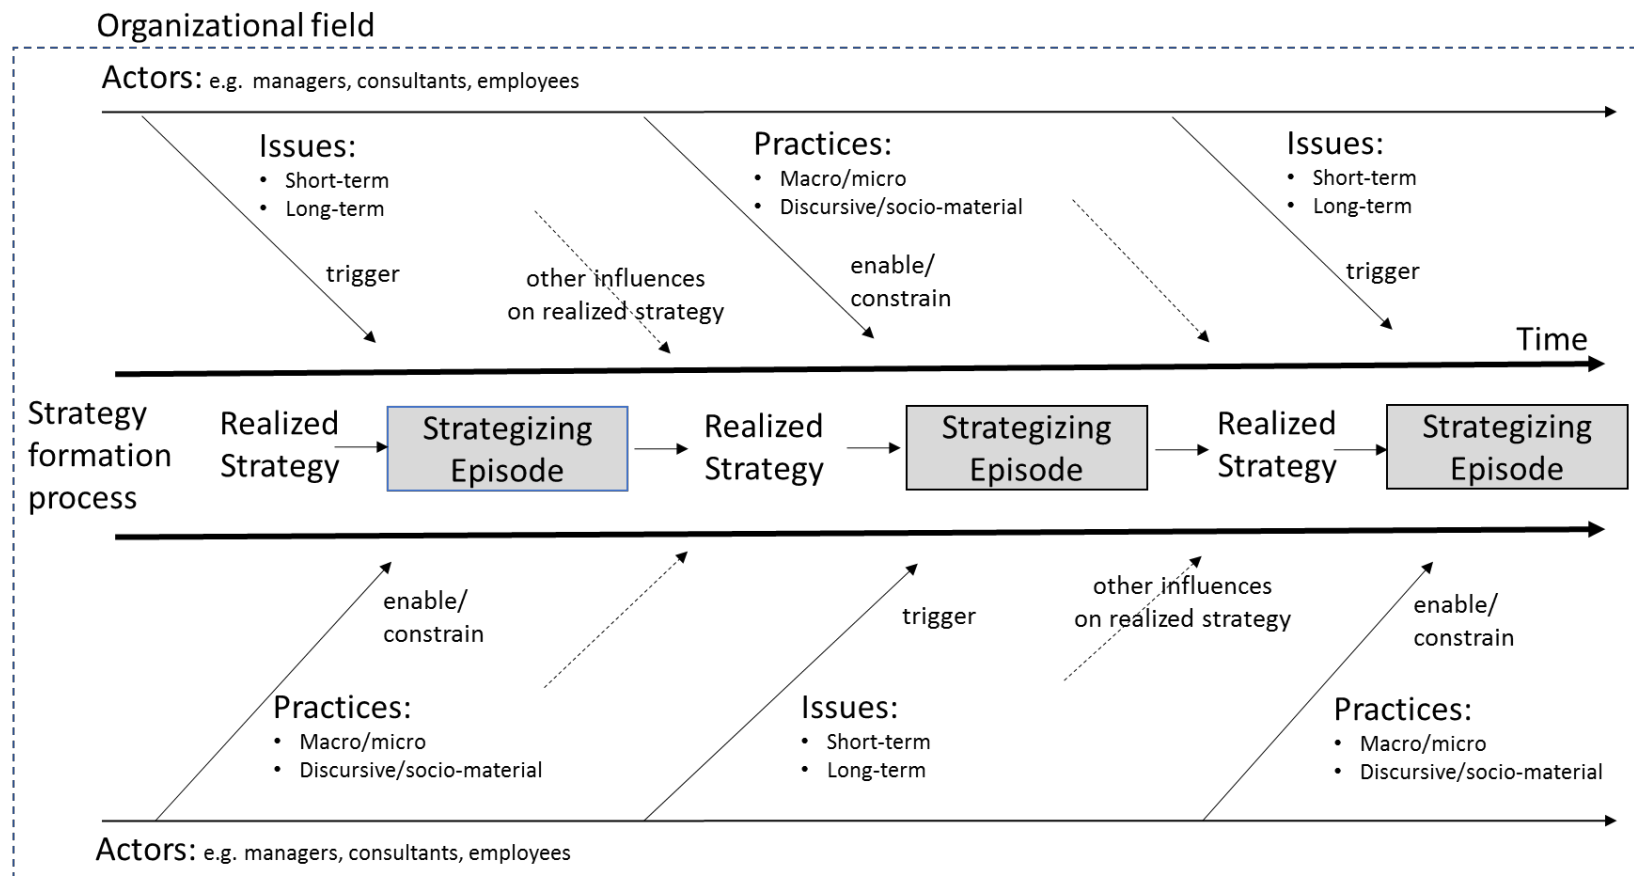 Organizational field
Actors: e.g. managers, consultants, employees
Issues:
• Short-term
• Long-term
trigger
other influences
on realized strategy
Practices:
• Macro/micro
• Discursive/socio-material
enable/
constrain
Issues:
• Short-term
• Long-term
trigger
Time
Strategy
formation
process
Realized
Strategy
Strategizing
Episode
Realized
Strategy
Strategizing
Episode
Realized
Strategy
Strategizing
Episode
enable/
constrain
Practices:
• Macro/micro
• Discursive/socio-material
trigger
Issues:
• Short-term
• Long-term
other influences
on realized strategy
enable/
constrain
Practices:
• Macro/micro
• Discursive/socio-material
Actors: e.g. managers, consultants, employees